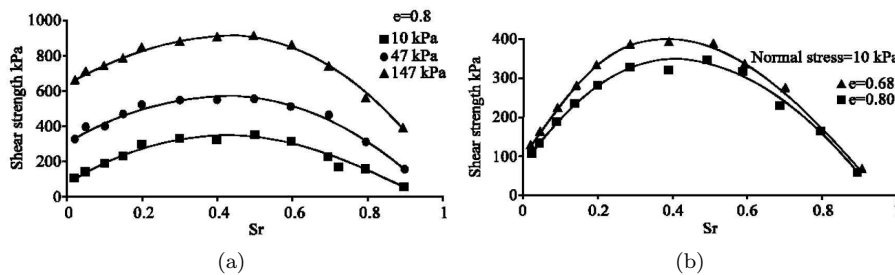 1000
800
600
400
200
0
Shear strength kPa
e=0.8
10 kPa
47 kPa
147 kPa
0
0.2
0.4
0.6
0.8
1
Sr
(a)
400
300
200
100
0
Shear strength kPa
Normal stress=10 kPa
e=0.68
e=0.80
0
0.2
0.4
0.6
0.8
1
Sr
(b)